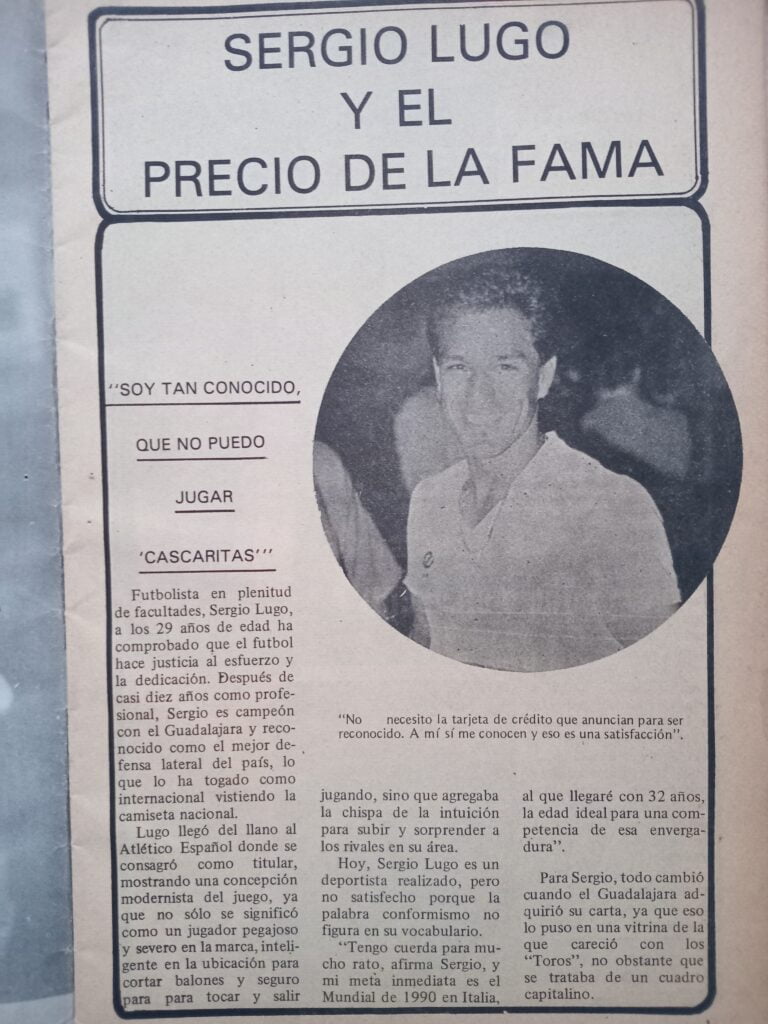 SERGIO LUGO
Y EL
PRECIO DE LA FAMA
"SOY TAN CONOCIDO,
QUE NO PUEDO
JUGAR
'CASCARITAS'"
Futbolista en plenitud
de facultades, Sergio Lugo,
a los 29 años de edad ha
comprobado que el futbol
hace justicia al esfuerzo y
la dedicación. Después de
casi diez años como profe-
sional, Sergio es campeón
con el Guadalajara y reco-
nocido como el mejor de-
fensa lateral del país, lo
que lo ha togado como
internacional vistiendo la
camiseta nacional.
Lugo llegó del llano al
Atlético Español donde se
consagró como titular,
mostrando una concepción
modernista del juego, ya
que no sólo se significó
como un jugador pegajoso
y severo en la marca, inteli-
gente en la ubicación para
cortar balones y seguro
para para tocar y salir
"No necesito la tarjeta de crédito que anuncian para ser
reconocido. A mí sí me conocen y eso es una satisfacción".
jugando, sino que agregaba
la chispa de la intuición
para subir y sorprender a
los rivales en su área.
Hoy, Sergio Lugo es un
deportista realizado, pero
no satisfecho porque la
palabra conformismo no
figura en su vocabulario.
"Tengo cuerda para mu-
cho rato, afirma Sergio, y
mi meta inmediata es el
Mundial de 1990 en Italia,
al que llegaré con 32 años,
la edad ideal para una com-
petencia de esa enverga-
dura".
Para Sergio, todo cambió
cuando el Guadalajara ad-
quirió su carta, ya que eso
lo puso en una vitrina de la
que careció con los
"Toros", no obstante que
se trataba de un cuadro
capitalino.